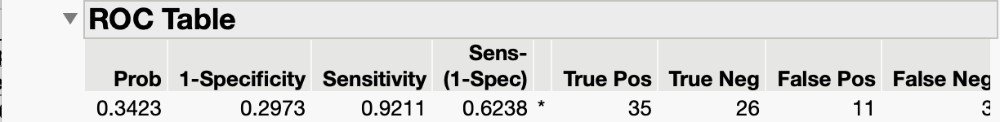 ROC Table
Sens-
Prob 1-Specificity Sensitivity (1-Spec) True Pos True Neg False Pos False Neg
0.3423 0.2973 0.9211 0.6238 * 35 26 11 3